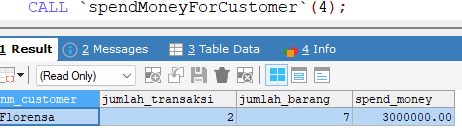 CALL `spendMoneyForCustomer`(4);
1 Result 2 Messages 3 Table Data 4 Info
(Read Only)
nm_customer jumlah_transaksi jumlah_barang spend_money
Florensa 2 7 3000000.00